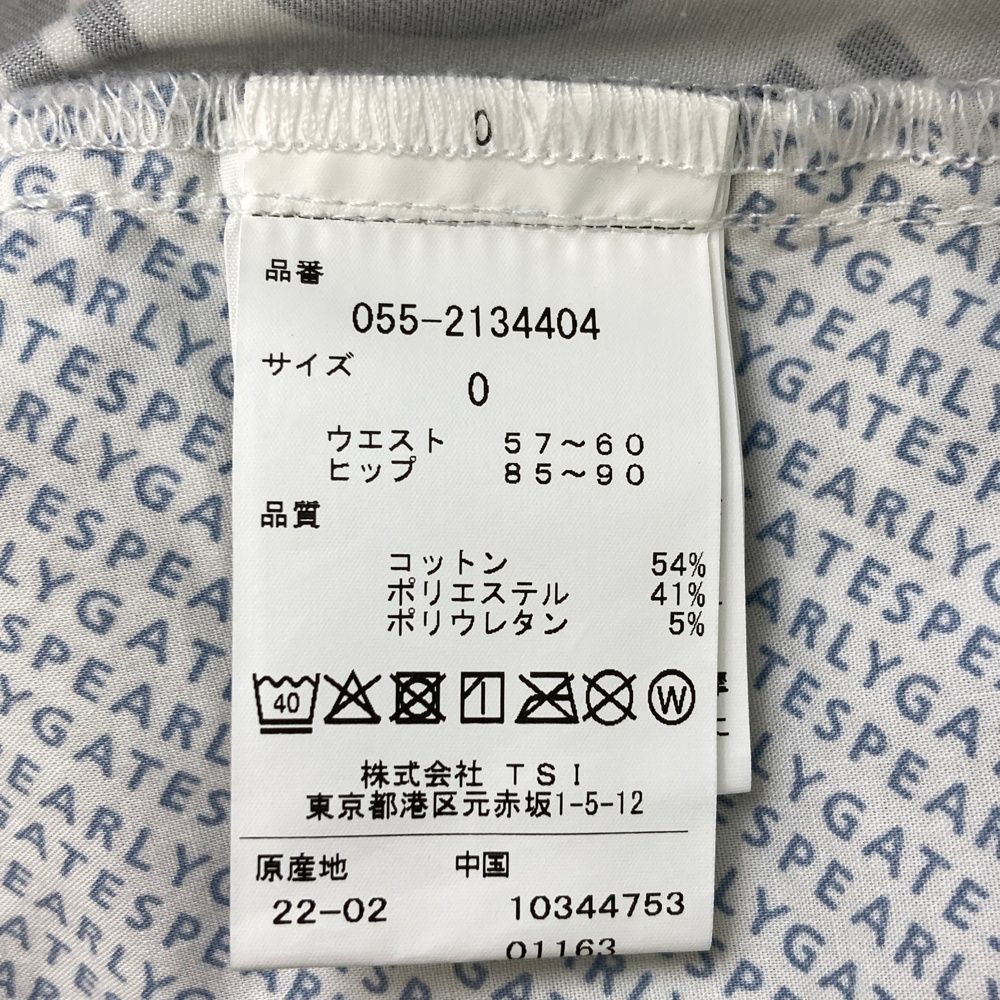 0
品番
055-2134404
サイズ
0
ウエスト 57～60
ヒップ 85～90
品質
コットン 54%
ポリエステル 41%
ポリウレタン 5%
40
W
株式会社 TSI
東京都港区元赤坂1-5-12
原産地 中国
22-02 10344753
01163
PEARLYGATES